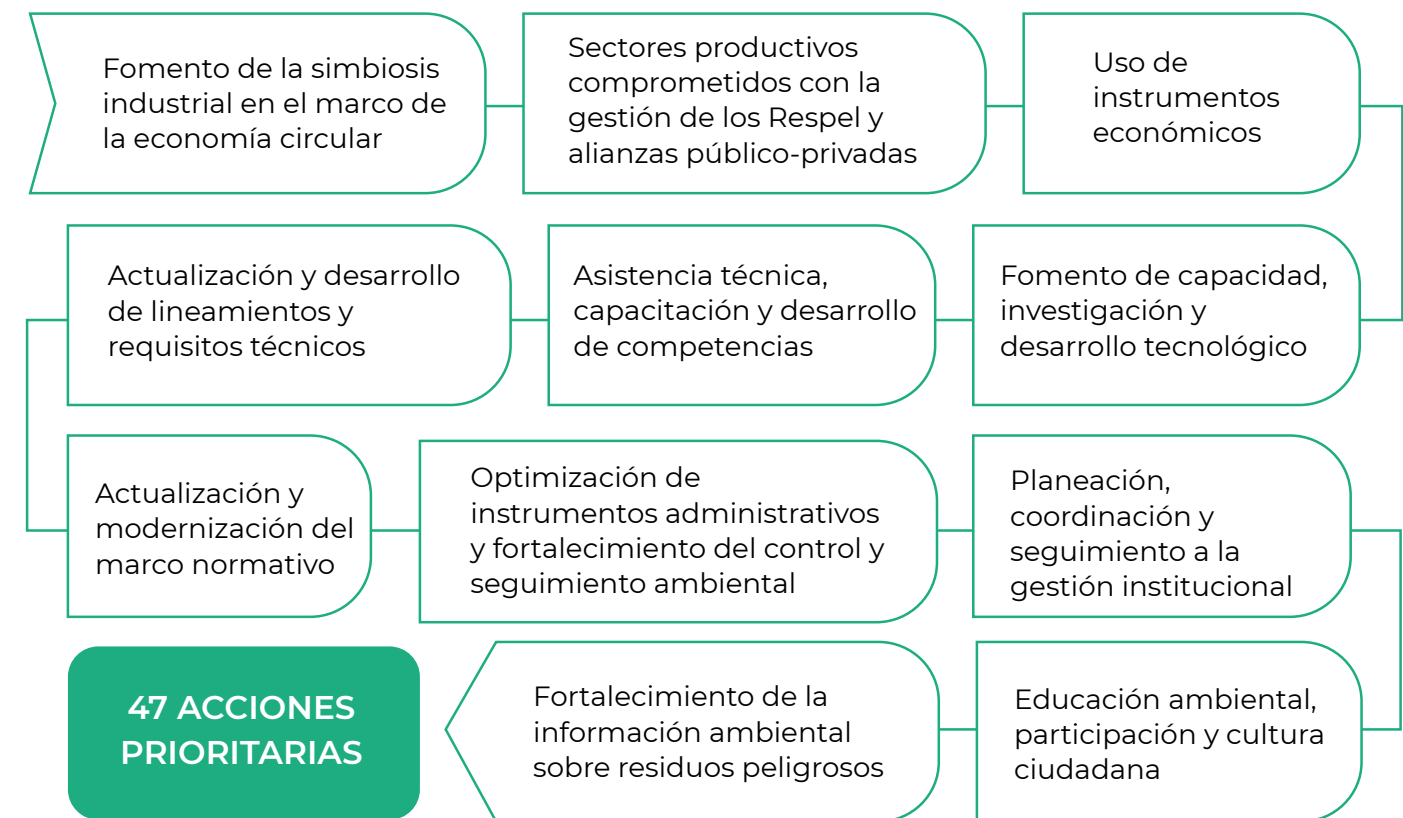 Fomento de la simbiosis
industrial en el marco de
la economía circular
Sectores productivos
comprometidos con la
gestión de los Respel y
alianzas público-privadas
Uso de
instrumentos
económicos
Fomento de capacidad,
investigación y
desarrollo tecnológico
Asistencia técnica,
capacitación y desarrollo
de competencias
Actualización y desarrollo
de lineamientos y
requisitos técnicos
Actualización y
modernización del
marco normativo
Optimización de
instrumentos administrativos
y fortalecimiento del control y
seguimiento ambiental
Planeación,
coordinación y
seguimiento a la
gestión institucional
Educación ambiental,
participación y cultura
ciudadana
Fortalecimiento de la
información ambiental
sobre residuos peligrosos
47 ACCIONES
PRIORITARIAS